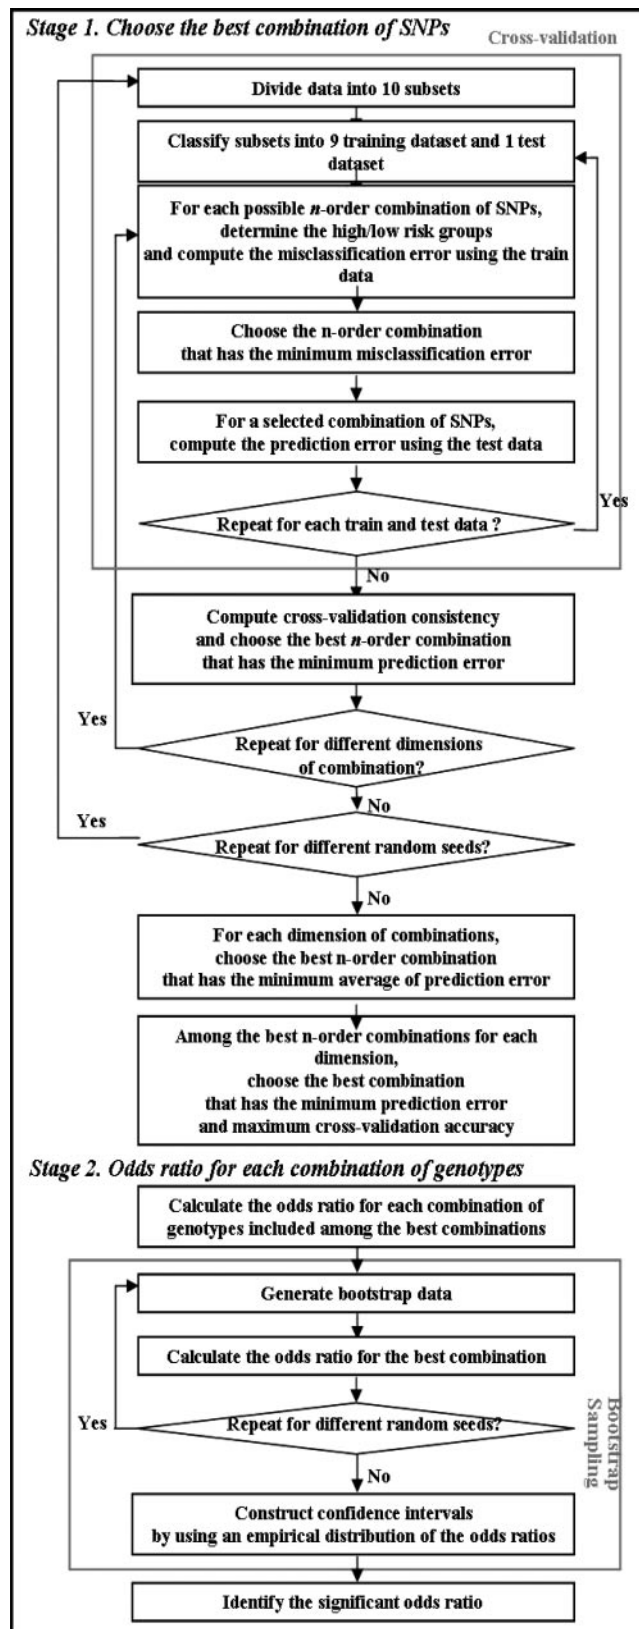 Stage 1. Choose the best combination of SNPs
Cross-validation
Divide data into 10 subsets
Classify subsets into 9 training dataset and 1 test
dataset
For each possible n-order combination of SNPs,
determine the high/low risk groups
and compute the misclassification error using the train
data
Choose the n-order combination
that has the minimum misclassification error
For a selected combination of SNPs,
compute the prediction error using the test data
Repeat for each train and test data ?
Yes
No
Compute cross-validation consistency
and choose the best n-order combination
that has the minimum prediction error
Yes
Repeat for different dimensions
of combination?
No
Yes
Repeat for different random seeds?
No
For each dimension of combinations,
choose the best n-order combination
that has the minimum average of prediction error
Among the best n-order combinations for each
dimension,
choose the best combination
that has the minimum prediction error
and maximum cross-validation accuracy
Stage 2. Odds ratio for each combination of genotypes
Calculate the odds ratio for each combination of
genotypes included among the best combinations
Generate bootstrap data
Calculate the odds ratio for the best combination
Yes
Repeat for different random seeds?
Bootstrap
Sampling
No
Construct confidence intervals
by using an empirical distribution of the odds ratios
Identify the significant odds ratio